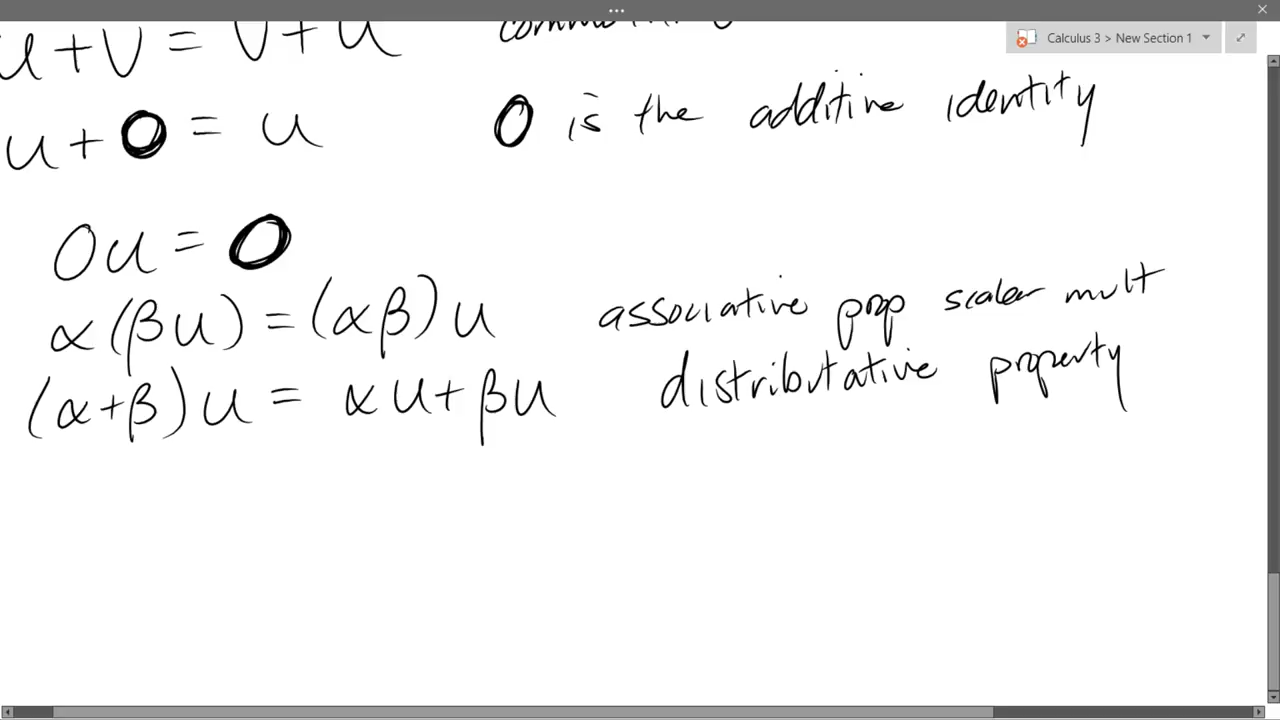 Calculus 3 > New Section 1
u + v = v + u
u + 0 = u 0 is the additive identity
0u = 0
α(βu) = (αβ)u associative prop scalar mult
(α+β)u = αu + βu distributative property